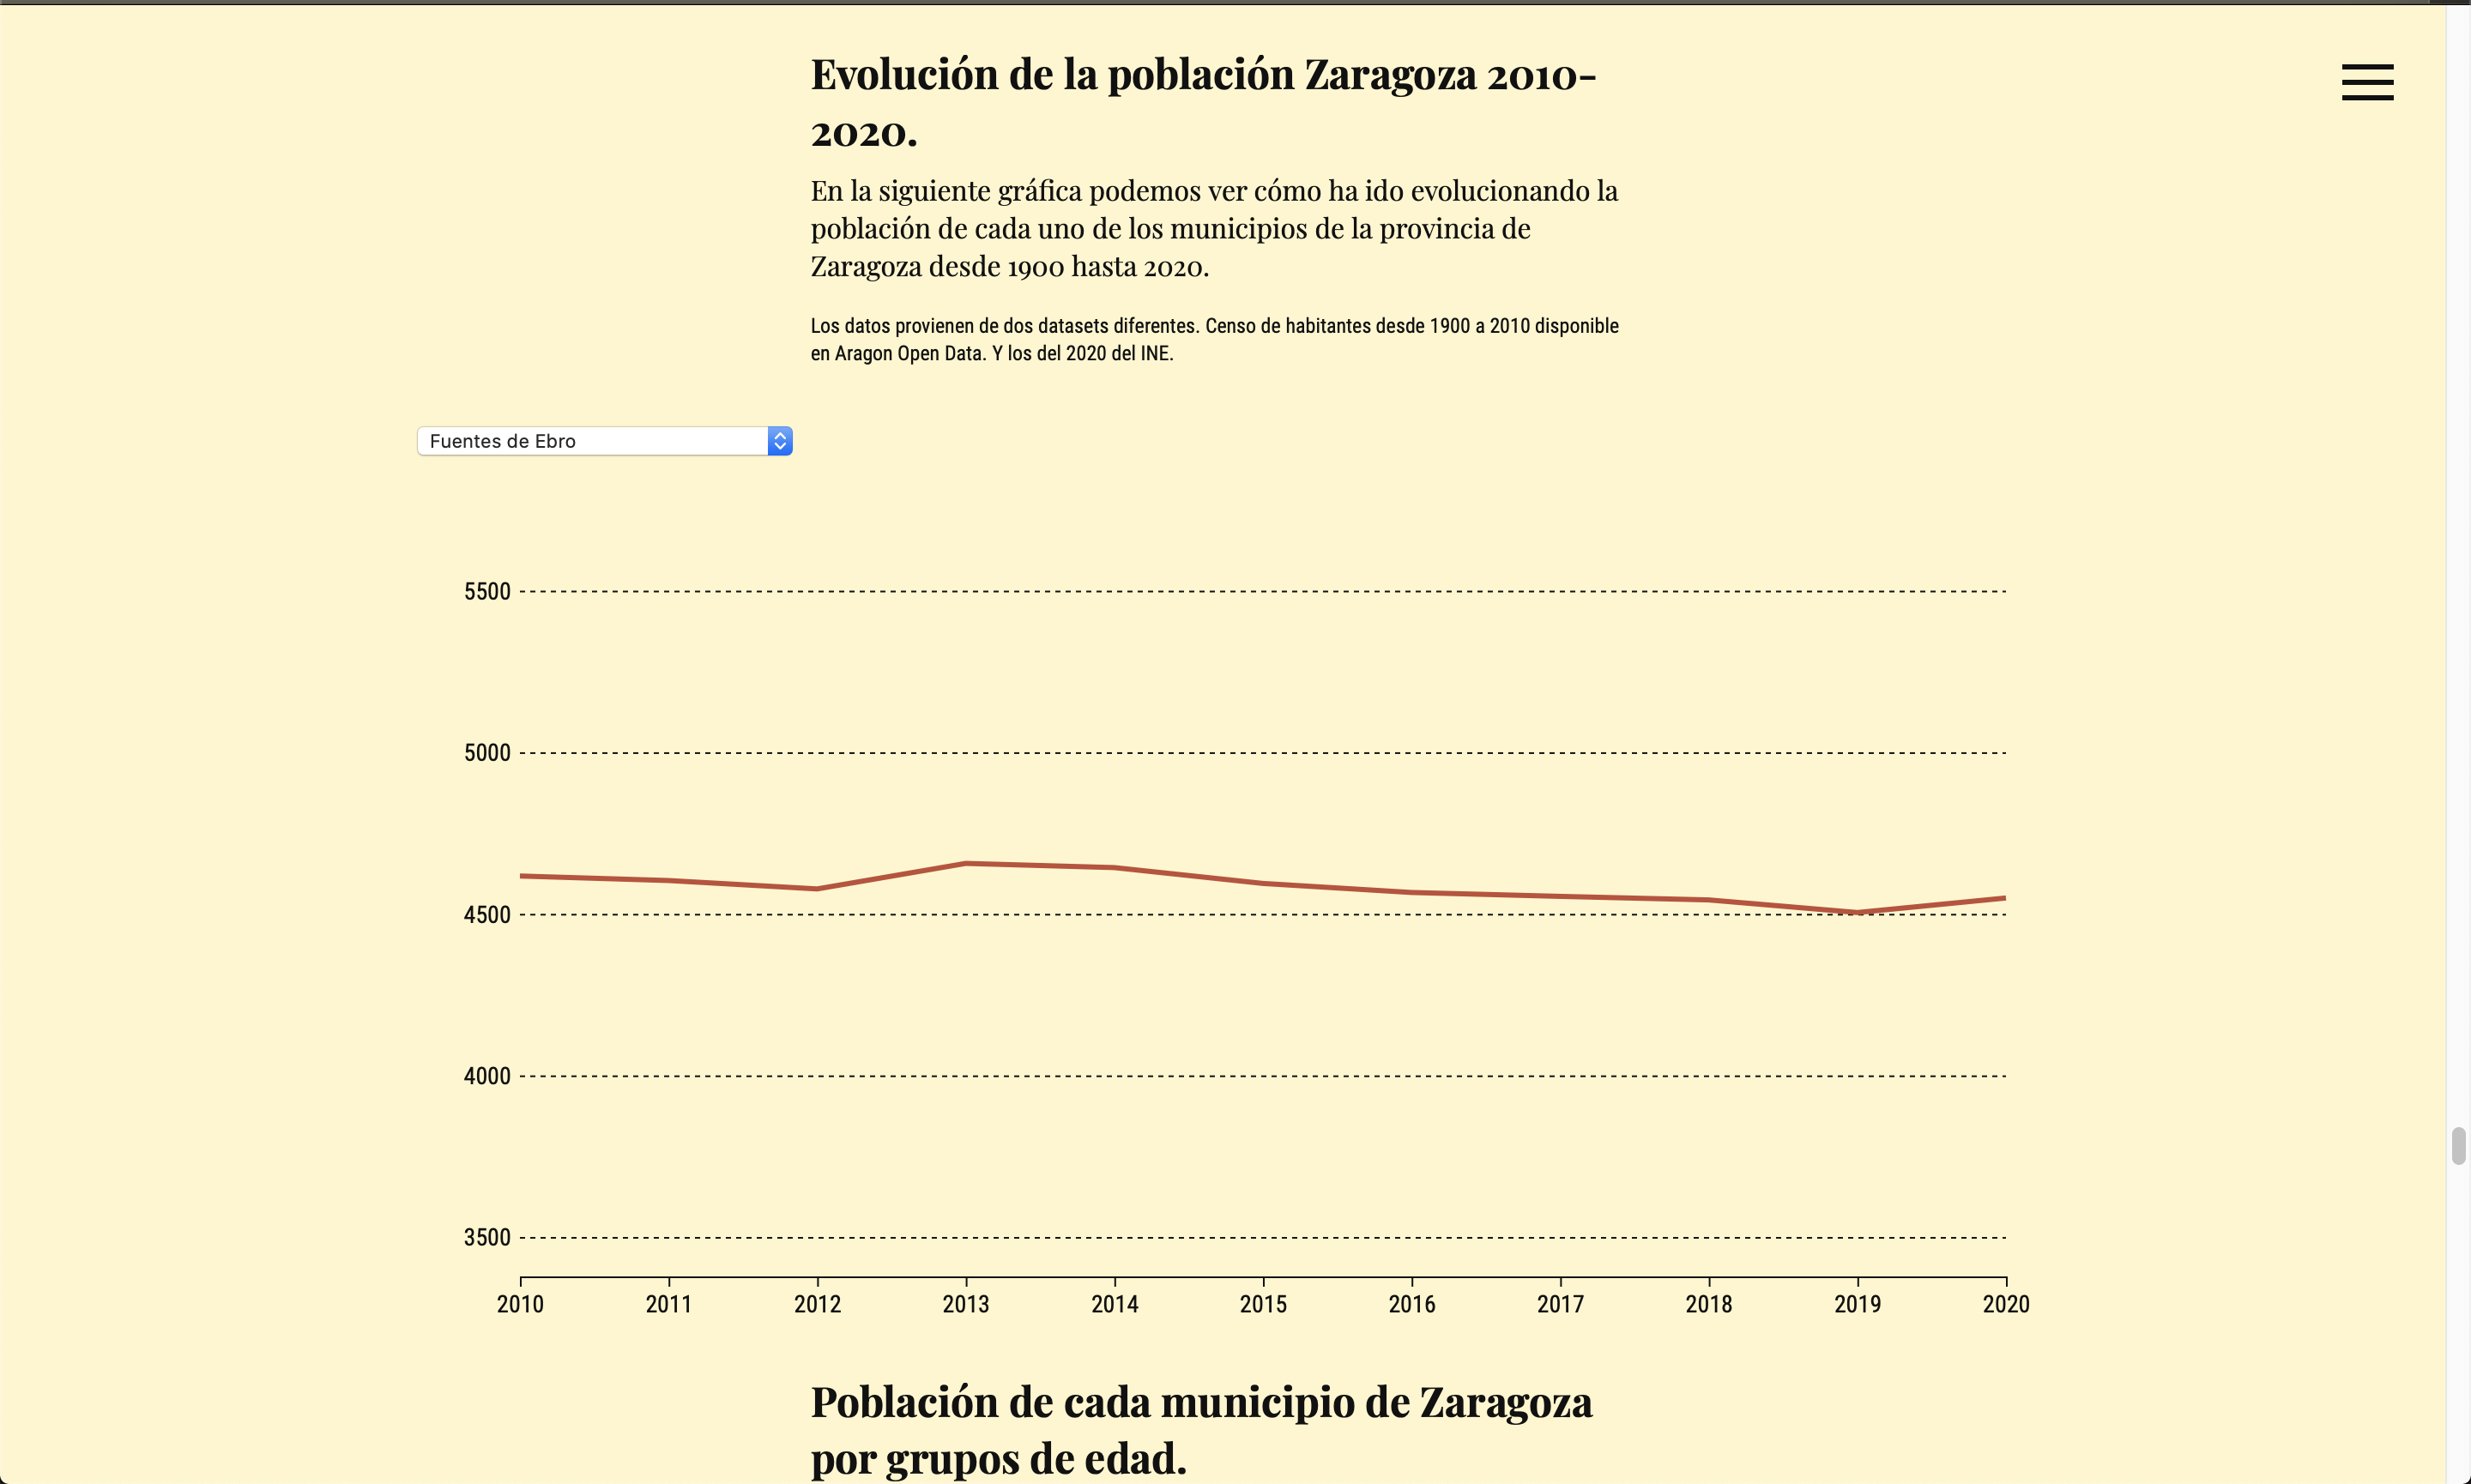 Evolución de la población Zaragoza 2010-
2020.
En la siguiente gráfica podemos ver cómo ha ido evolucionando la
población de cada uno de los municipios de la provincia de
Zaragoza desde 1900 hasta 2020.
Los datos provienen de dos datasets diferentes. Censo de habitantes desde 1900 a 2010 disponible
en Aragon Open Data. Y los del 2020 del INE.
Fuentes de Ebro
5500
5000
4500
4000
3500
2010 2011 2012 2013 2014 2015 2016 2017 2018 2019 2020
Población de cada municipio de Zaragoza
por grupos de edad.